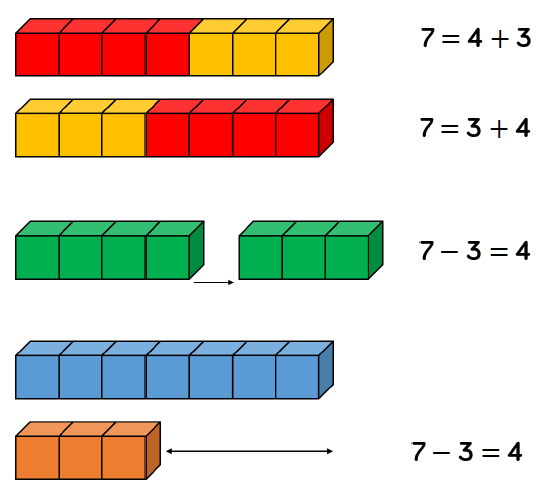 7 = 4 + 3
7 = 3 + 4
7 − 3 = 4
7 − 3 = 4